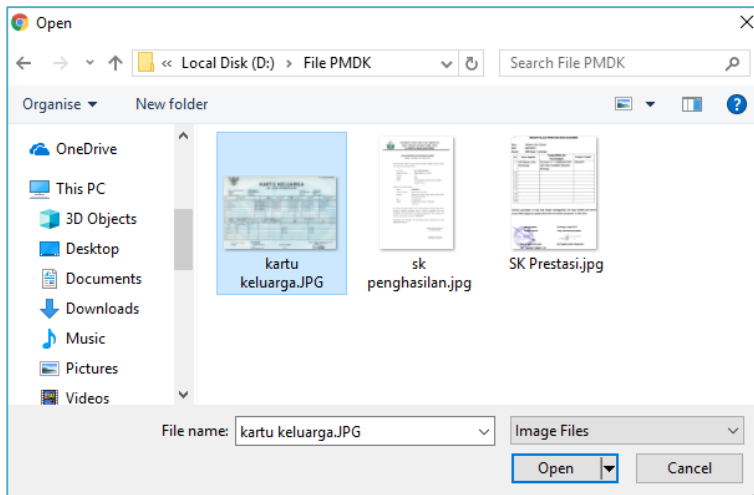 Open
« Local Disk (D:) › File PMDK
Search File PMDK
Organise
New folder
OneDrive
This PC
3D Objects
Desktop
Documents
Downloads
Music
Pictures
Videos
KARTU KELUARGA
kartu
keluarga.JPG
sk
penghasilan.jpg
SK Prestasi.jpg
File name:
kartu keluarga.JPG
Image Files
Open
Cancel